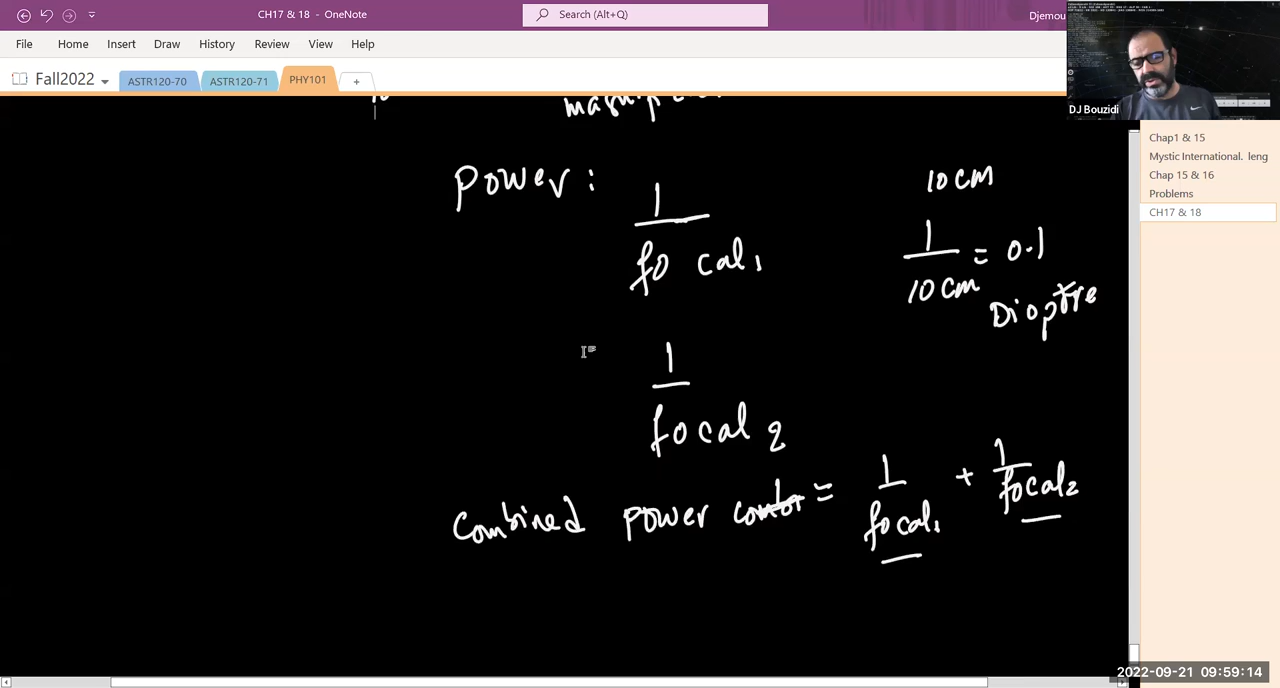 CH17 & 18 - OneNote
Search (Alt+Q)
Djemou
File Home Insert Draw History Review View Help
Fall2022 ASTR120-70 ASTR120-71 PHY101 +
DJ Bouzidi
Chap1 & 15
Mystic International. leng
Chap 15 & 16
Problems
CH17 & 18
Power :
1
focal1
10 cm
1
10 cm = 0.1
Dioptre
1
focal2
Combined power = 1/focal1 + 1/focal2
2022-09-21 09:59:14